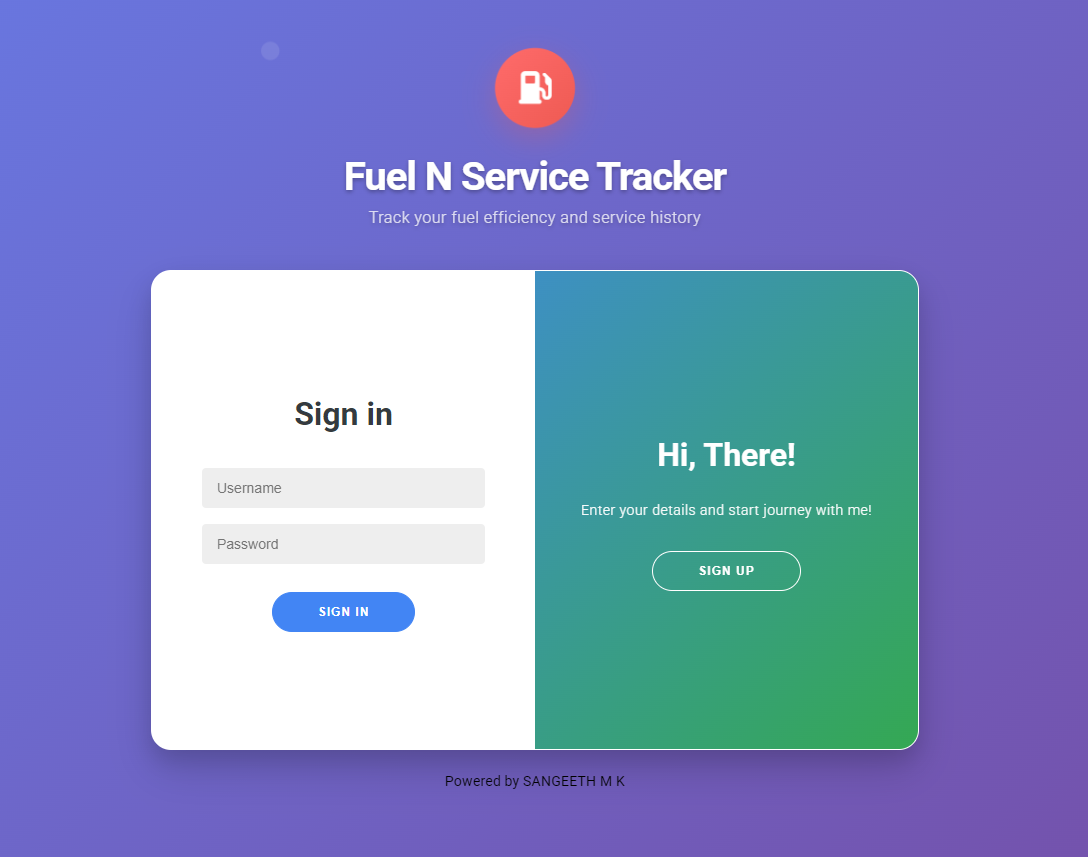 Fuel N Service Tracker
Track your fuel efficiency and service history
Sign in
Username
Password
SIGN IN
Hi, There!
Enter your details and start journey with me!
SIGN UP
Powered by SANGEETH M K